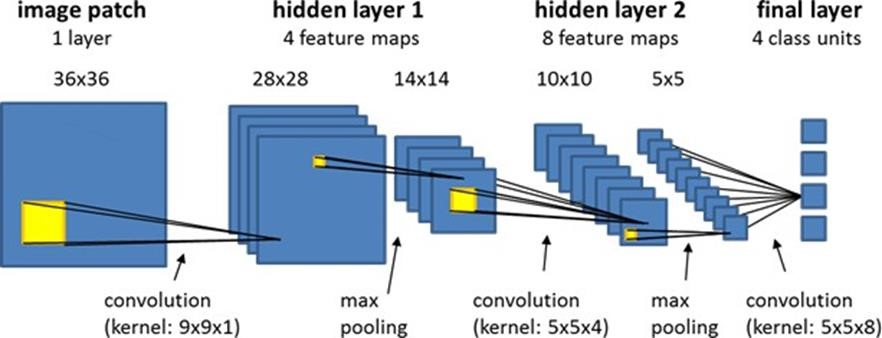 image patch
1 layer
36x36
hidden layer 1
4 feature maps
28x28
14x14
hidden layer 2
8 feature maps
10x10
5x5
final layer
4 class units
convolution
(kernel: 9x9x1)
max
pooling
convolution
(kernel: 5x5x4)
max
pooling
convolution
(kernel: 5x5x8)